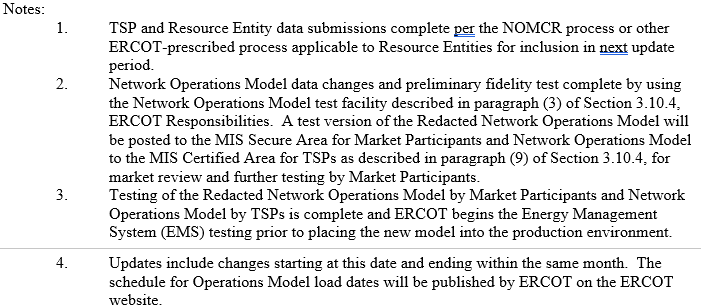 Notes:
1. TSP and Resource Entity data submissions complete per the NOMCR process or other
ERCOT-prescribed process applicable to Resource Entities for inclusion in next update
period.
2. Network Operations Model data changes and preliminary fidelity test complete by using
the Network Operations Model test facility described in paragraph (3) of Section 3.10.4,
ERCOT Responsibilities.  A test version of the Redacted Network Operations Model will
be posted to the MIS Secure Area for Market Participants and Network Operations Model
to the MIS Certified Area for TSPs as described in paragraph (9) of Section 3.10.4, for
market review and further testing by Market Participants.
3. Testing of the Redacted Network Operations Model by Market Participants and Network
Operations Model by TSPs is complete and ERCOT begins the Energy Management
System (EMS) testing prior to placing the new model into the production environment.
4. Updates include changes starting at this date and ending within the same month.  The
schedule for Operations Model load dates will be published by ERCOT on the ERCOT
website.